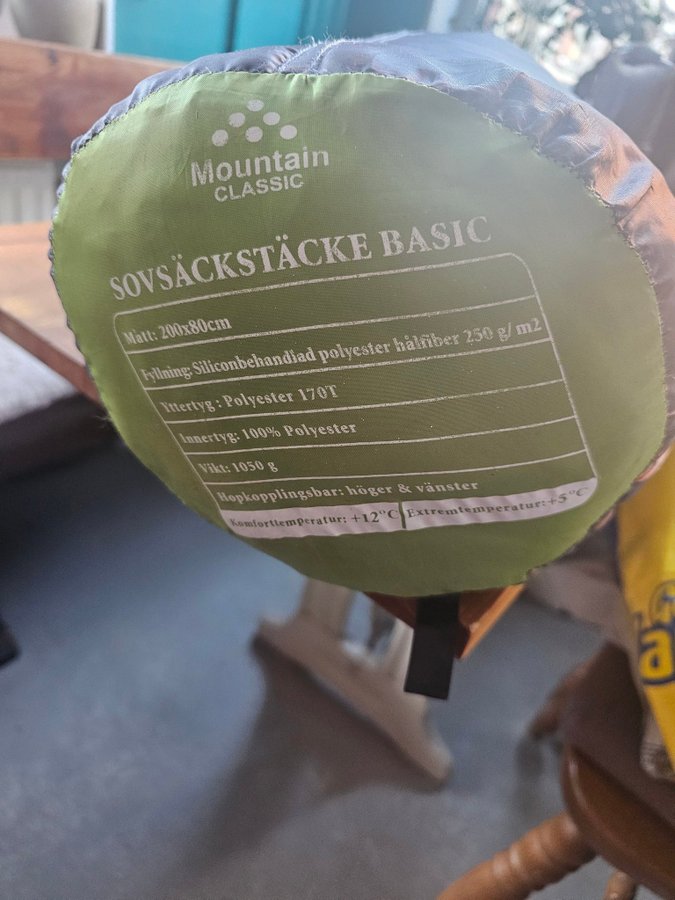 Mountain
CLASSIC
SOVSÄCKSTÄCKE BASIC
Mått: 200x80cm
Fyllning: Siliconbehandlad polyester hålfiber 250 g/ m2
Yttertyg : Polyester 170T
Innertyg: 100% Polyester
Vikt: 1050 g
Hopkopplingsbar: höger & vänster
Komforttemperatur: +12°C Extremtemperatur:+5°C